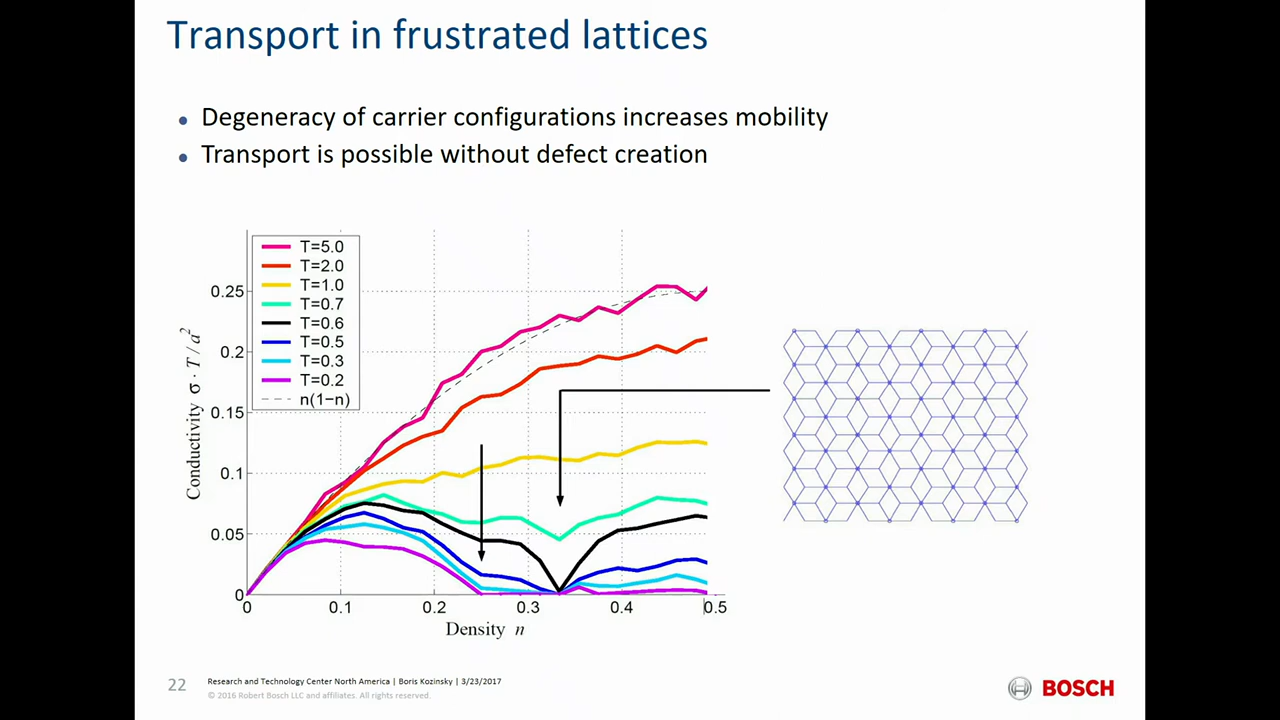 Transport in frustrated lattices
• Degeneracy of carrier configurations increases mobility
• Transport is possible without defect creation
T=5.0
T=2.0
T=1.0
T=0.7
T=0.6
T=0.5
T=0.3
T=0.2
n(1−n)
0.25
0.2
0.15
0.1
0.05
0
Conductivity σ · T / a²
0 0.1 0.2 0.3 0.4 0.5
Density n
22
Research and Technology Center North America | Boris Kozinsky | 3/23/2017
© 2016 Robert Bosch LLC and affiliates. All rights reserved.
BOSCH